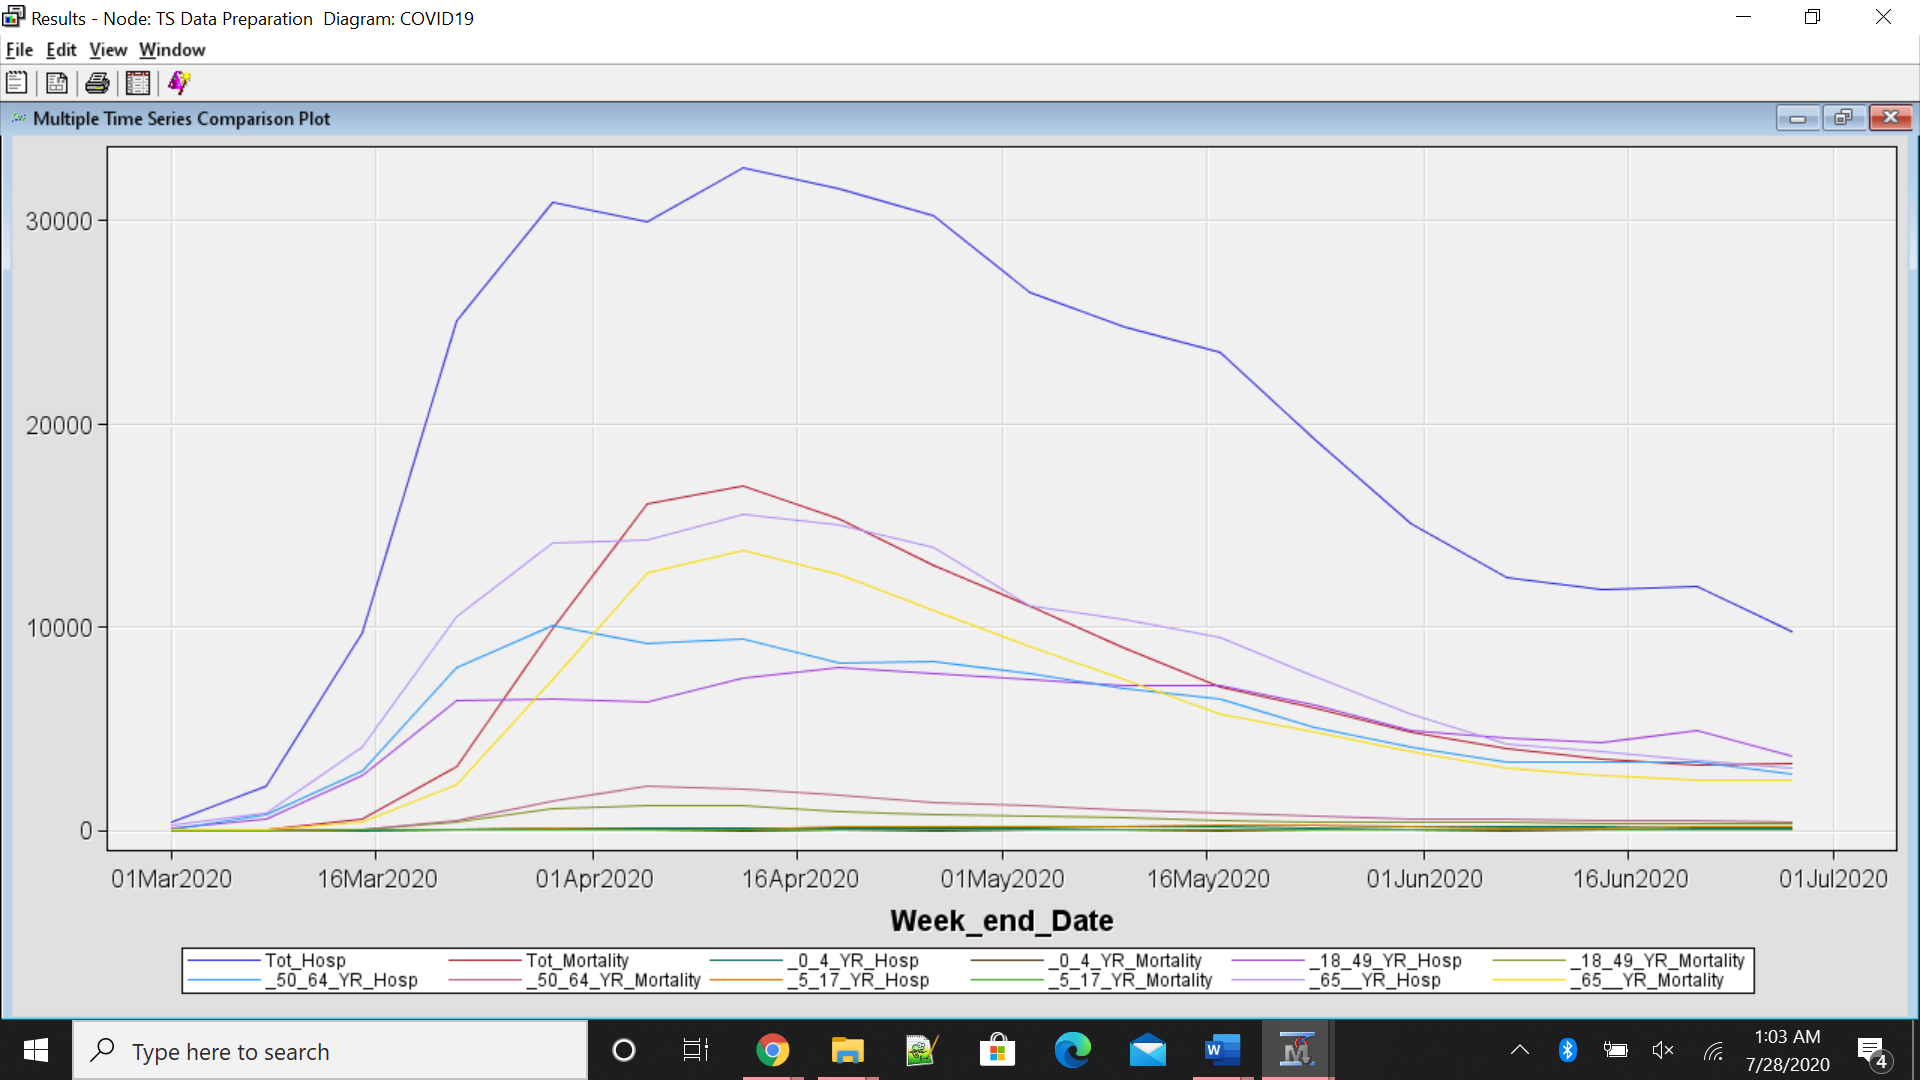 Results - Node: TS Data Preparation Diagram: COVID19
File Edit View Window
Multiple Time Series Comparison Plot
30000
20000
10000
0
01Mar2020 16Mar2020 01Apr2020 16Apr2020 01May2020 16May2020 01Jun2020 16Jun2020 01Jul2020
Week_end_Date
Tot_Hosp Tot_Mortality _0_4_YR_Hosp _0_4_YR_Mortality _18_49_YR_Hosp _18_49_YR_Mortality
_50_64_YR_Hosp _50_64_YR_Mortality _5_17_YR_Hosp _5_17_YR_Mortality _65__YR_Hosp _65__YR_Mortality
Type here to search
W
1:03 AM
7/28/2020
4